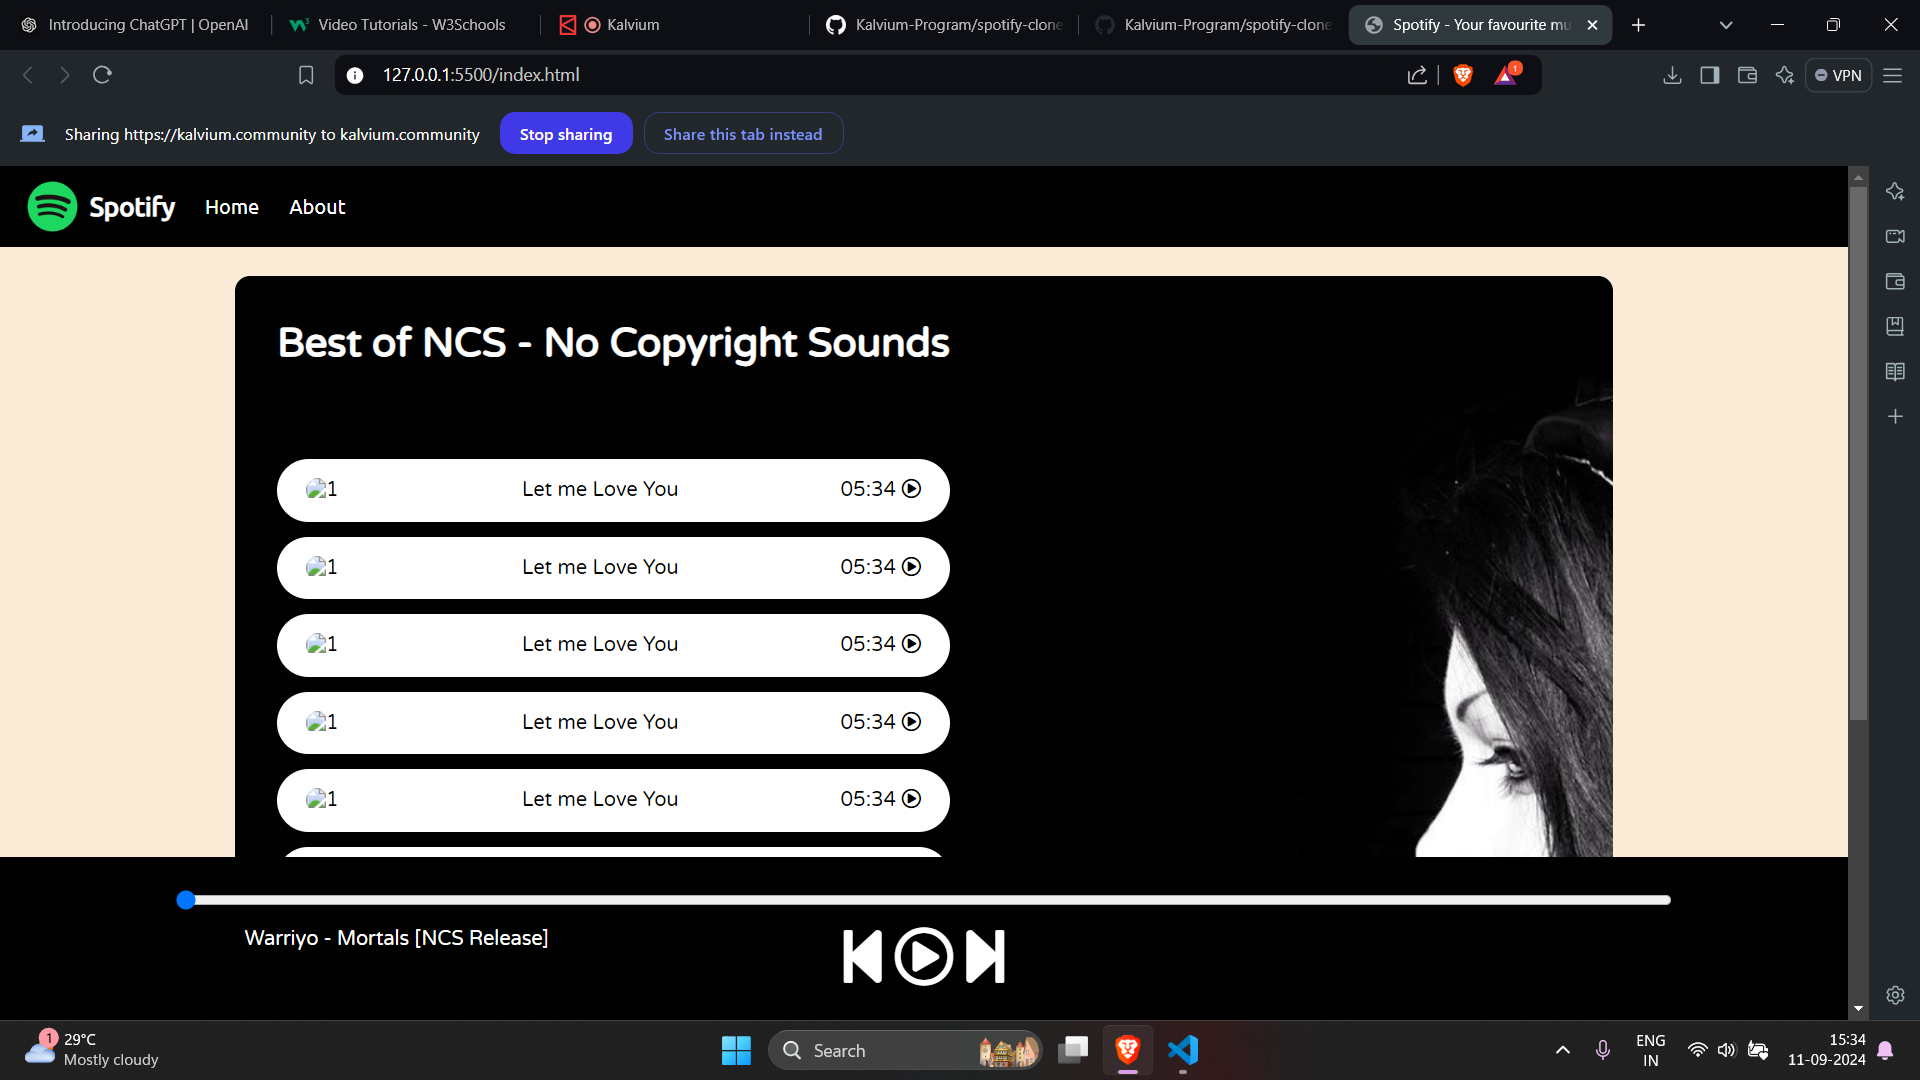 Introducing ChatGPT | OpenAI
Video Tutorials - W3Schools
Kalvium
Kalvium-Program/spotify-clone
Kalvium-Program/spotify-clone
Spotify - Your favourite mu
127.0.0.1:5500/index.html
1
VPN
Sharing https://kalvium.community to kalvium.community
Stop sharing
Share this tab instead
Spotify
Home
About
Best of NCS - No Copyright Sounds
1 Let me Love You 05:34
1 Let me Love You 05:34
1 Let me Love You 05:34
1 Let me Love You 05:34
1 Let me Love You 05:34
Warriyo - Mortals [NCS Release]
1
29°C
Mostly cloudy
Search
ENG
IN
15:34
11-09-2024